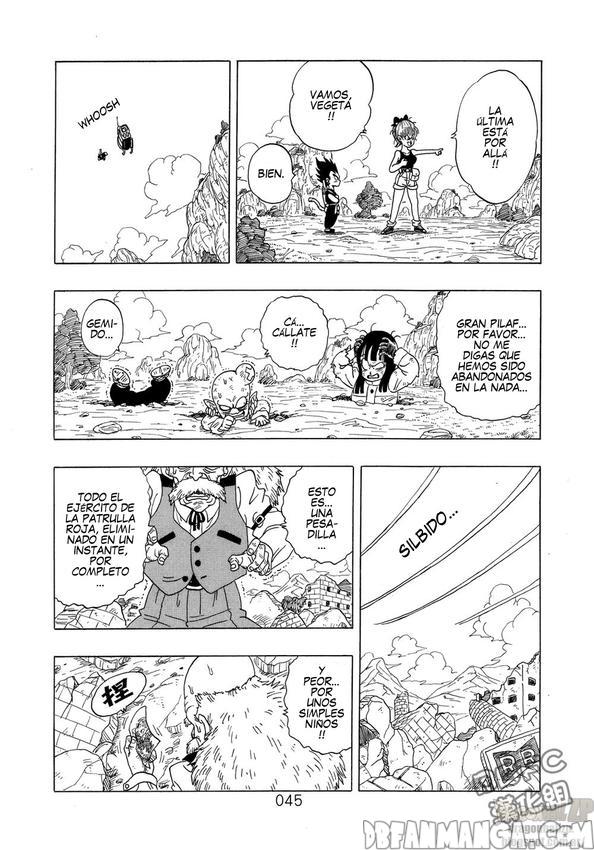 WHOOSH
LA
ÚLTIMA
ESTÁ
POR
ALLÁ
!!
VAMOS,
VEGETA
!!
BIEN.
GRAN PILAF...
POR FAVOR...
NO ME
DIGAS QUE
HEMOS SIDO
ABANDONADOS
EN LA NADA...
CÁ...
CÁLLATE
!!
GEMI-
DO...
SILBIDO...
ESTO
ES...
...UNA
PESA-
DILLA
...
TODO EL
EJERCITO DE
LA PATRULLA
ROJA, ELIMI-
NADO EN UN
INSTANTE,
POR
COMPLETO
...
Y
PEOR...
...POR
UNOS
SIMPLES
NIÑOS
!!
捏
RR
045
DBFANMANGA.COM